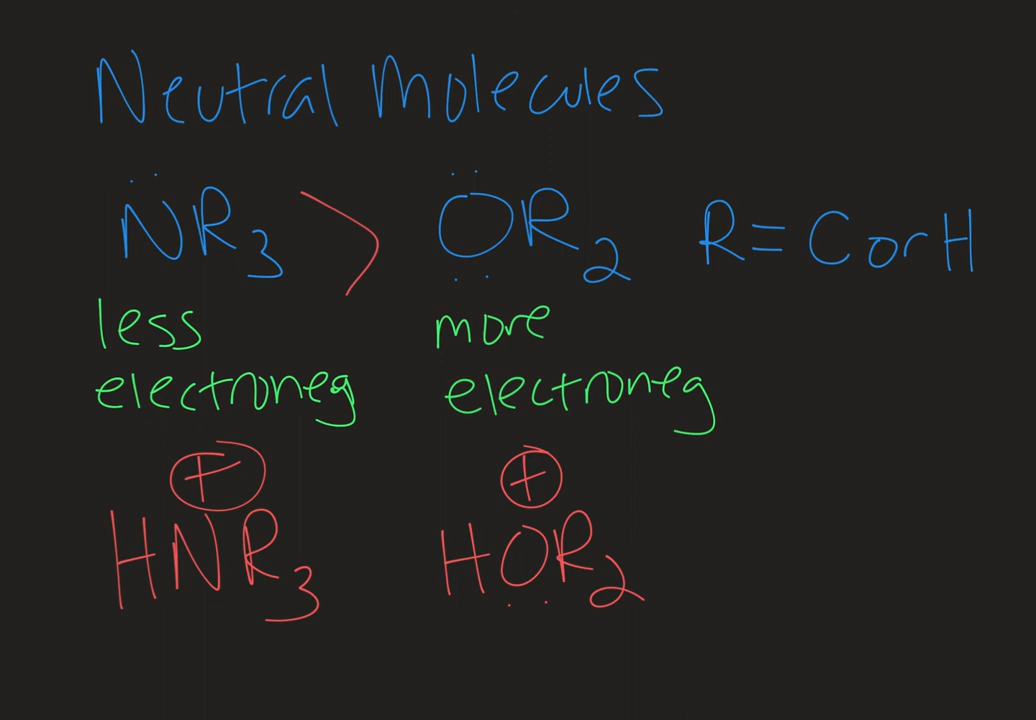 Neutral Molecules
NR₃ > OR₂ R = C or H
less more
electroneg electroneg
⊕ ⊕
HNR₃ HOR₂